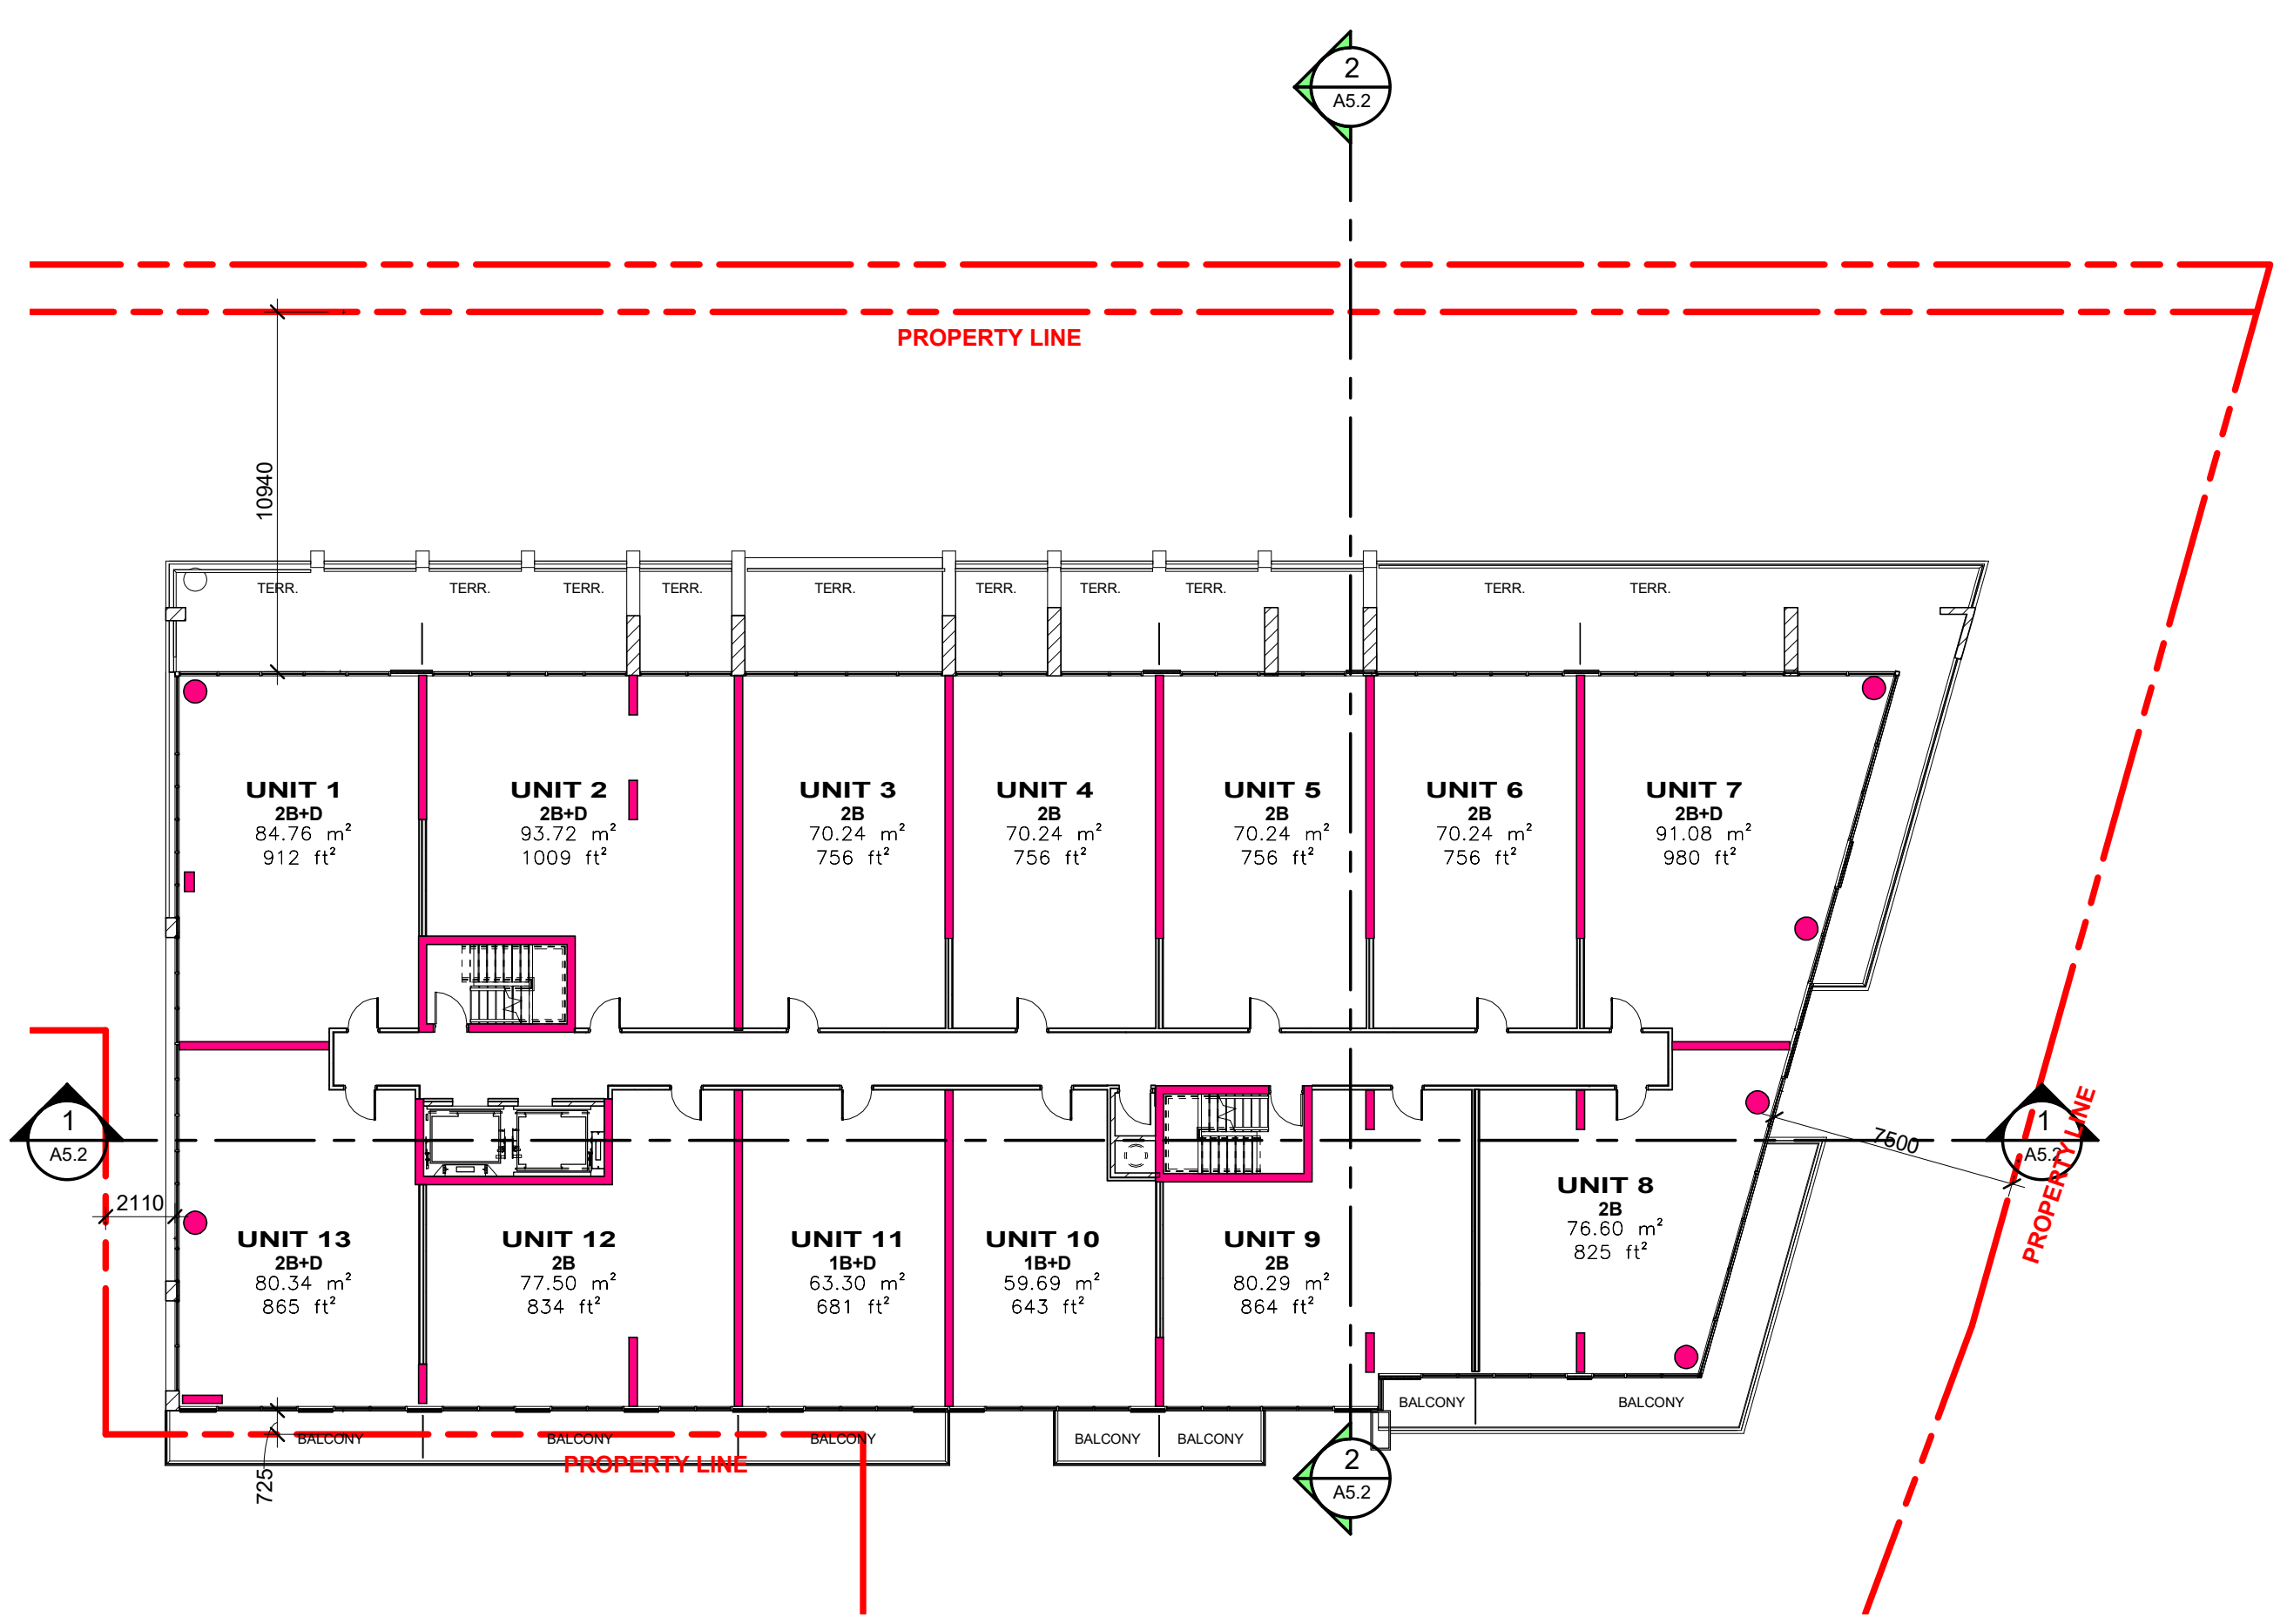 2
A5.2
PROPERTY LINE
10940
TERR.
TERR.
TERR.
TERR.
TERR.
TERR.
TERR.
TERR.
TERR.
TERR.
UNIT 1
2B+D
84.76 m²
912 ft²
UNIT 2
2B+D
93.72 m²
1009 ft²
UNIT 3
2B
70.24 m²
756 ft²
UNIT 4
2B
70.24 m²
756 ft²
UNIT 5
2B
70.24 m²
756 ft²
UNIT 6
2B
70.24 m²
756 ft²
UNIT 7
2B+D
91.08 m²
980 ft²
1
A5.2
2110
7500
1
A5.2
PROPERTY LINE
UNIT 13
2B+D
80.34 m²
865 ft²
UNIT 12
2B
77.50 m²
834 ft²
UNIT 11
1B+D
63.30 m²
681 ft²
UNIT 10
1B+D
59.69 m²
643 ft²
UNIT 9
2B
80.29 m²
864 ft²
UNIT 8
2B
76.60 m²
825 ft²
BALCONY
BALCONY
BALCONY
BALCONY
BALCONY
BALCONY
BALCONY
PROPERTY LINE
725
2
A5.2